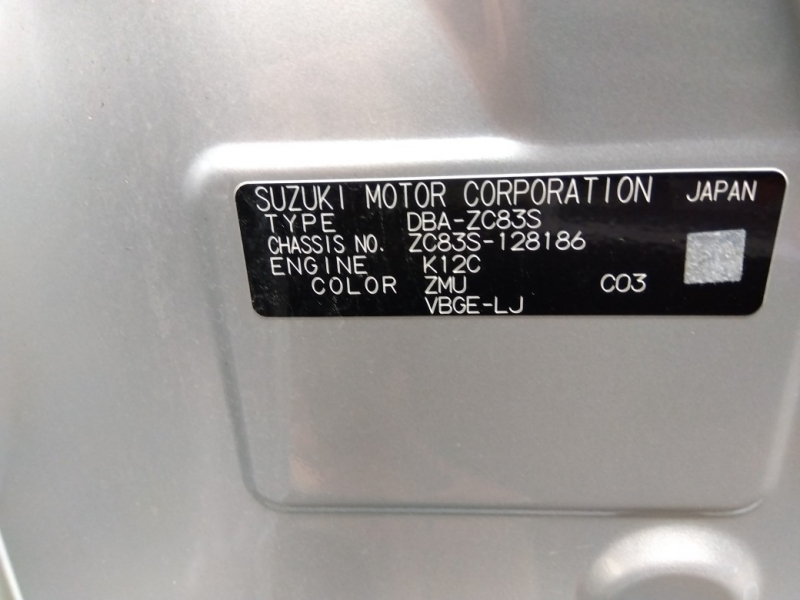 SUZUKI MOTOR CORPORATION JAPAN
TYPE DBA-ZC83S
CHASSIS NO. ZC83S-128186
ENGINE K12C
COLOR ZMU C03
VBGE-LJ